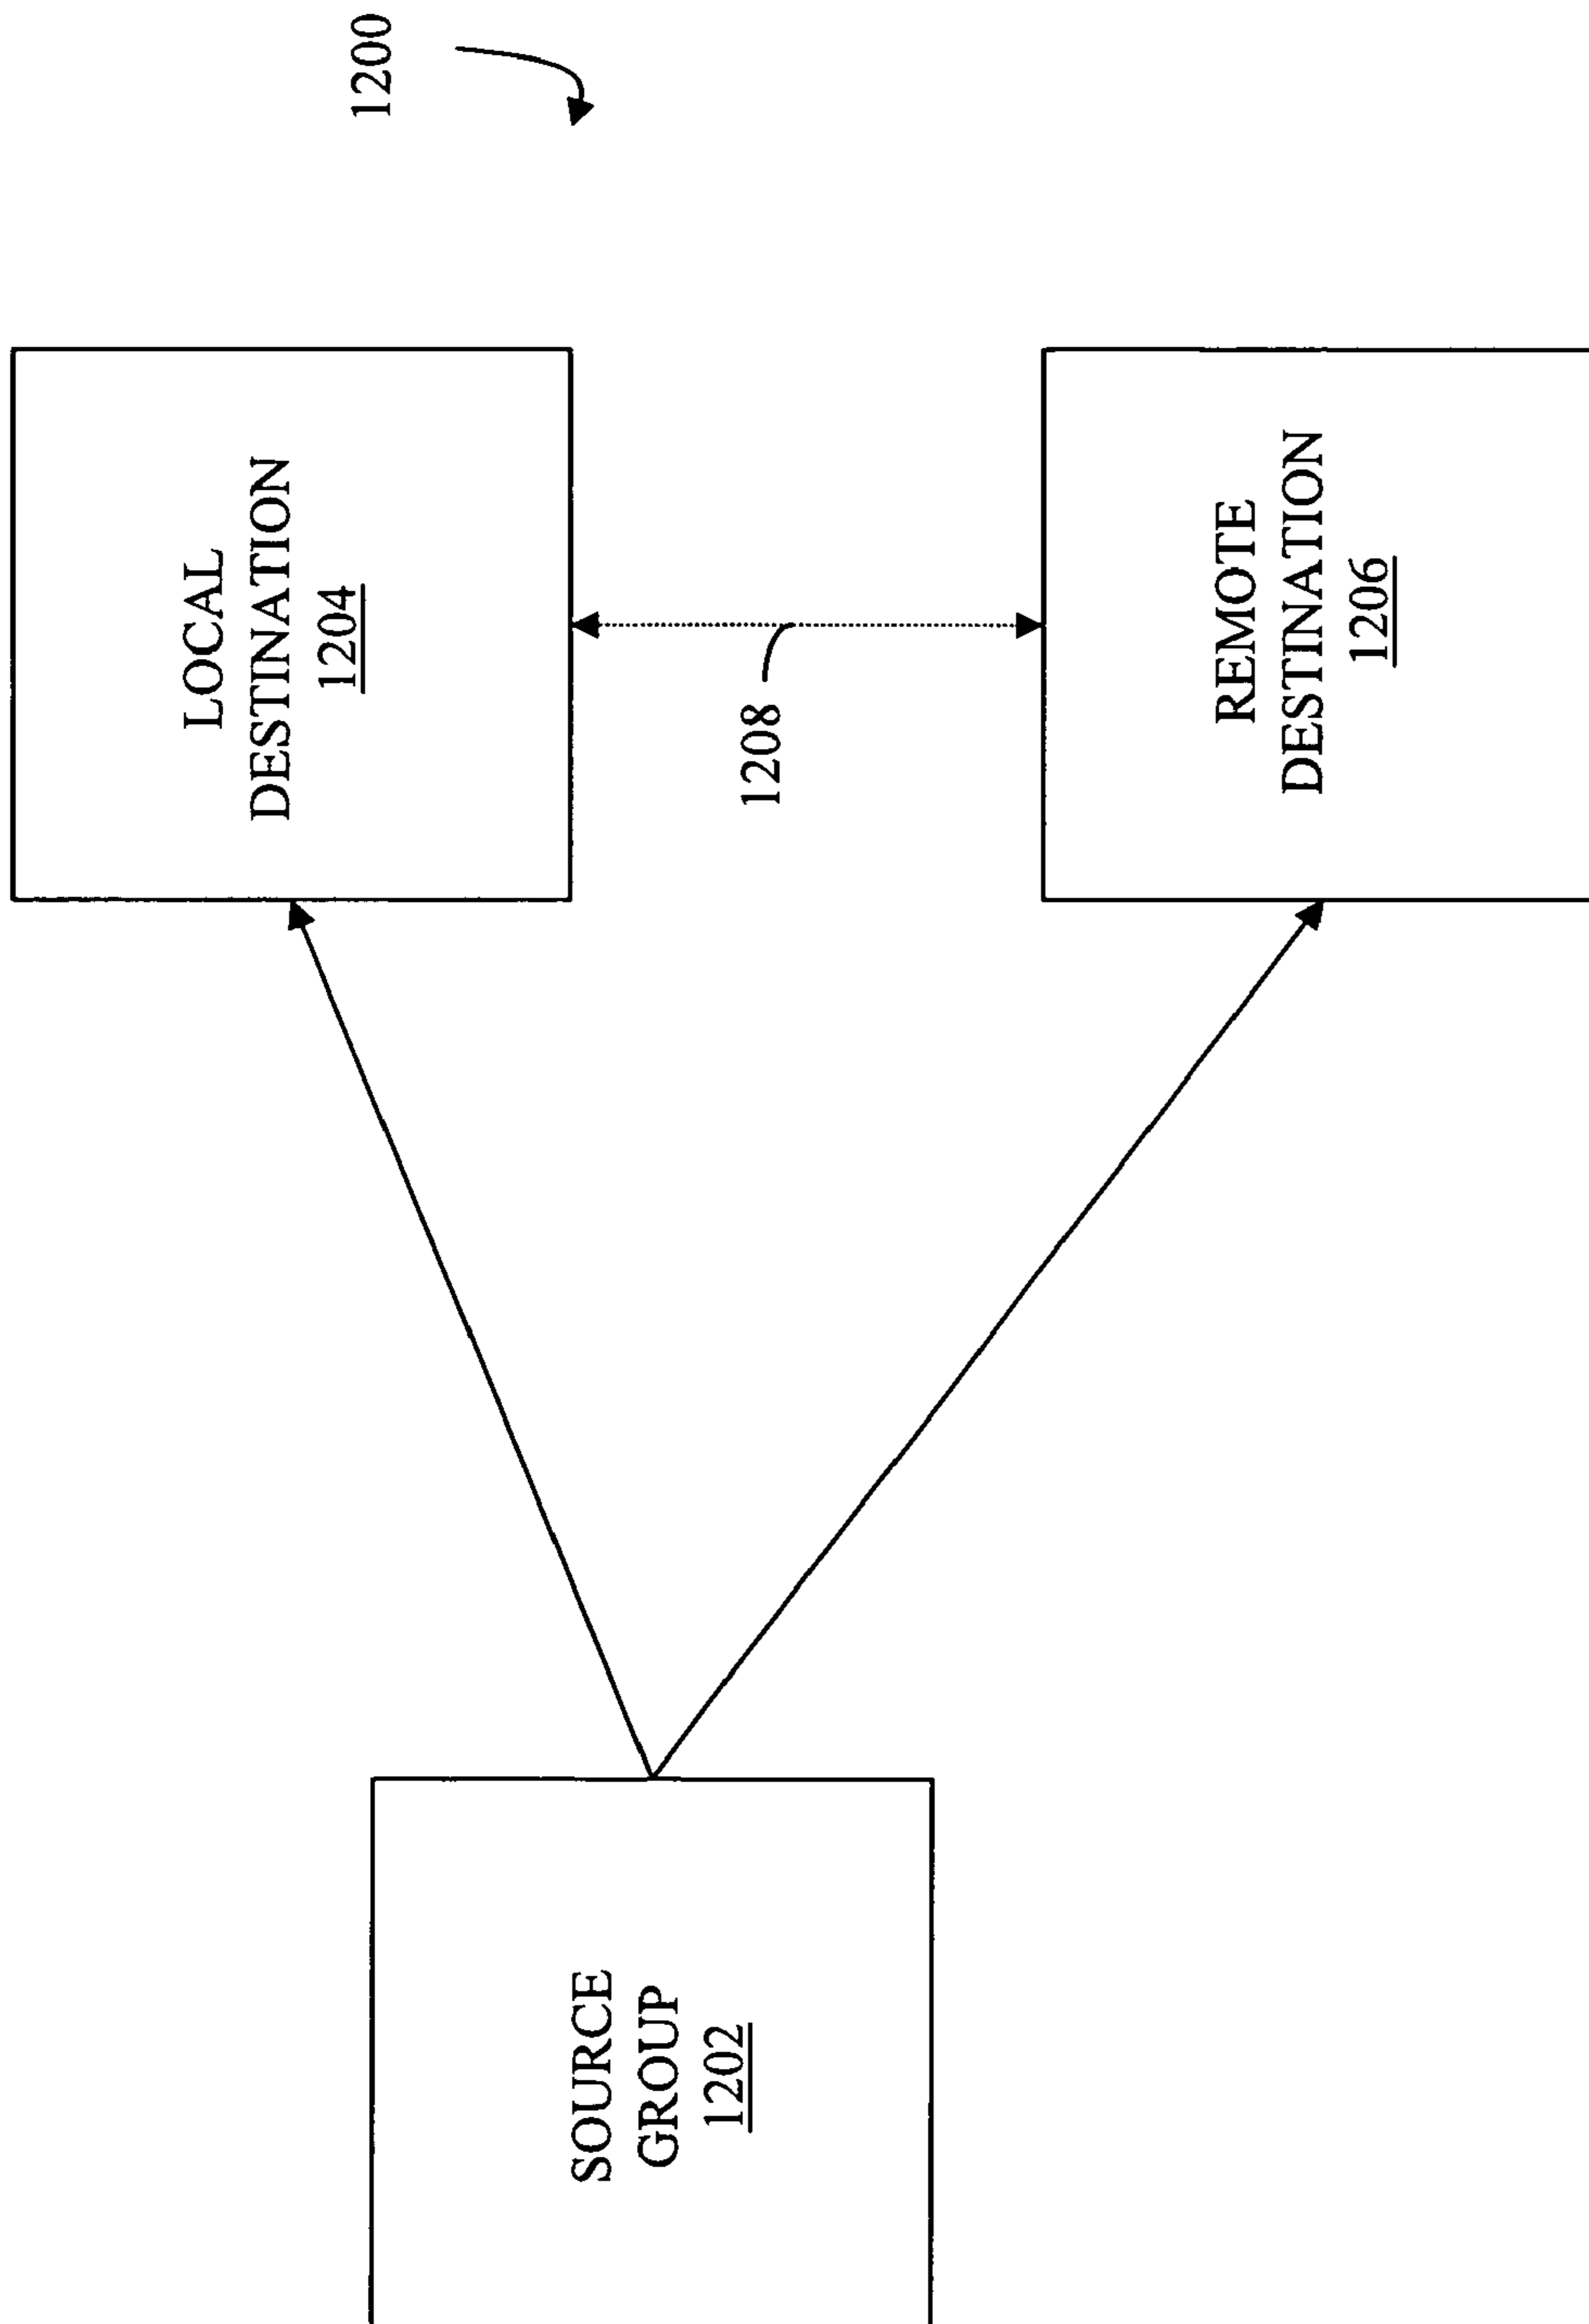 1200
LOCAL
DESTINATION
1204
1208
REMOTE
DESTINATION
1206
SOURCE
GROUP
1202